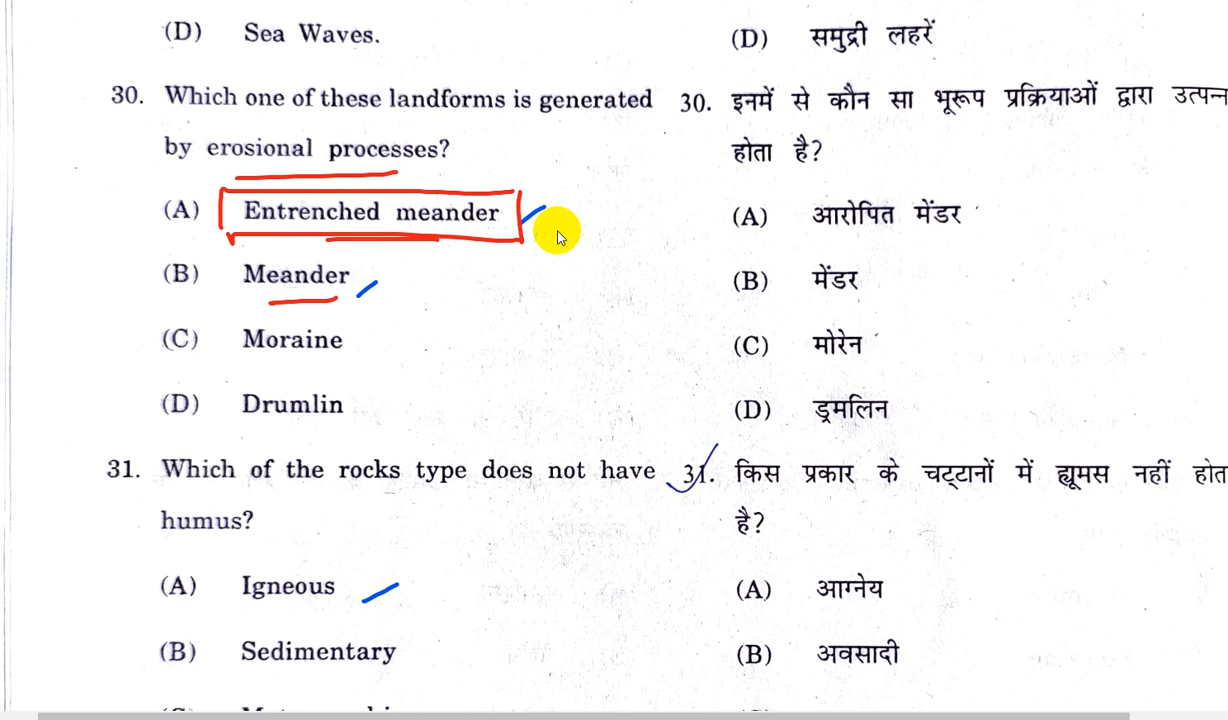 (D) Sea Waves.
30. Which one of these landforms is generated
by erosional processes?
(A) Entrenched meander
(B) Meander
(C) Moraine
(D) Drumlin
31. Which of the rocks type does not have
humus?
(A) Igneous
(B) Sedimentary
(D) समुद्री लहरें
30. इनमें से कौन सा भूरूप प्रक्रियाओं द्वारा उत्पन्न
होता है?
(A) आरोपित मेंडर
(B) मेंडर
(C) मोरेन
(D) ड्रमलिन
31. किस प्रकार के चट्टानों में ह्यूमस नहीं होत
है?
(A) आग्नेय
(B) अवसादी